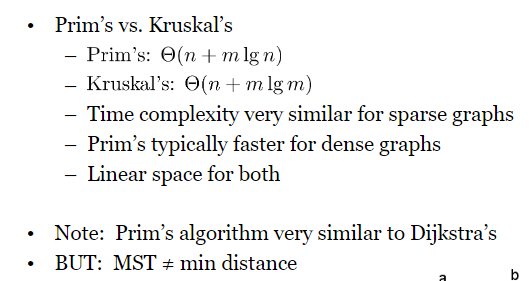 • Prim’s vs. Kruskal’s
– Prim’s: Θ(n + m lg n)
– Kruskal’s: Θ(n + m lg m)
– Time complexity very similar for sparse graphs
– Prim’s typically faster for dense graphs
– Linear space for both
• Note: Prim’s algorithm very similar to Dijkstra’s
• BUT: MST ≠ min distance
a b